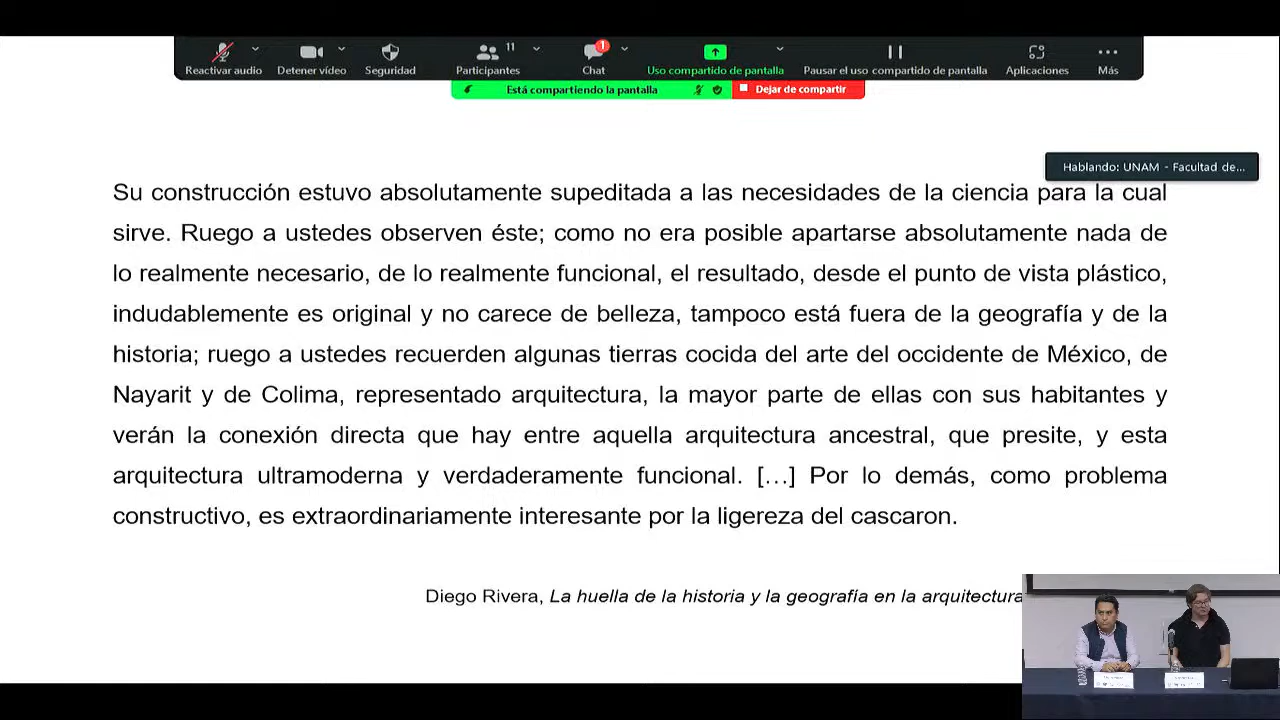 Reactivar audio
Detener vídeo
Seguridad
11
Participantes
1
Chat
Uso compartido de pantalla
Pausar el uso compartido de pantalla
Aplicaciones
Más
Está compartiendo la pantalla
Dejar de compartir
Hablando: UNAM - Facultad de...
Su construcción estuvo absolutamente supeditada a las necesidades de la ciencia para la cual
sirve. Ruego a ustedes observen éste; como no era posible apartarse absolutamente nada de
lo realmente necesario, de lo realmente funcional, el resultado, desde el punto de vista plástico,
indudablemente es original y no carece de belleza, tampoco está fuera de la geografía y de la
historia; ruego a ustedes recuerden algunas tierras cocida del arte del occidente de México, de
Nayarit y de Colima, representado arquitectura, la mayor parte de ellas con sus habitantes y
verán la conexión directa que hay entre aquella arquitectura ancestral, que presite, y esta
arquitectura ultramoderna y verdaderamente funcional. […] Por lo demás, como problema
constructivo, es extraordinariamente interesante por la ligereza del cascaron.
Diego Rivera, La huella de la historia y la geografía en la arquitectura